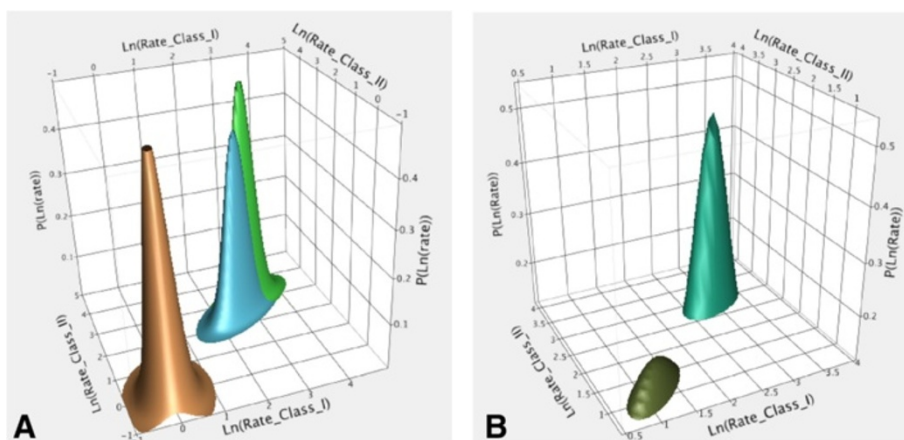 Ln(Rate_Class_I)
Ln(Rate_Class_II)
-1 0 1 2 3 4 5
4 3 2 1 0 -1
P(Ln(rate))
0.4
0.3
0.2
0.1
P(Ln(rate))
0.4
0.3
0.2
0.1
Ln(Rate_Class_II)
5
4
3
2
1
0
-1
Ln(Rate_Class_I)
0 1 2 3 4
A
Ln(Rate_Class_I)
Ln(Rate_Class_II)
0.5 1 1.5 2 2.5 3 3.5 4
4 3.5 3 2.5 2 1.5 1
P(Ln(Rate))
0.5
0.4
0.3
0.2
P(Ln(Rate))
0.5
0.4
0.3
0.2
Ln(Rate_Class_II)
4
3.5
3
2.5
2
1.5
1
Ln(Rate_Class_I)
0.5 1 1.5 2 2.5 3 3.5 4
B